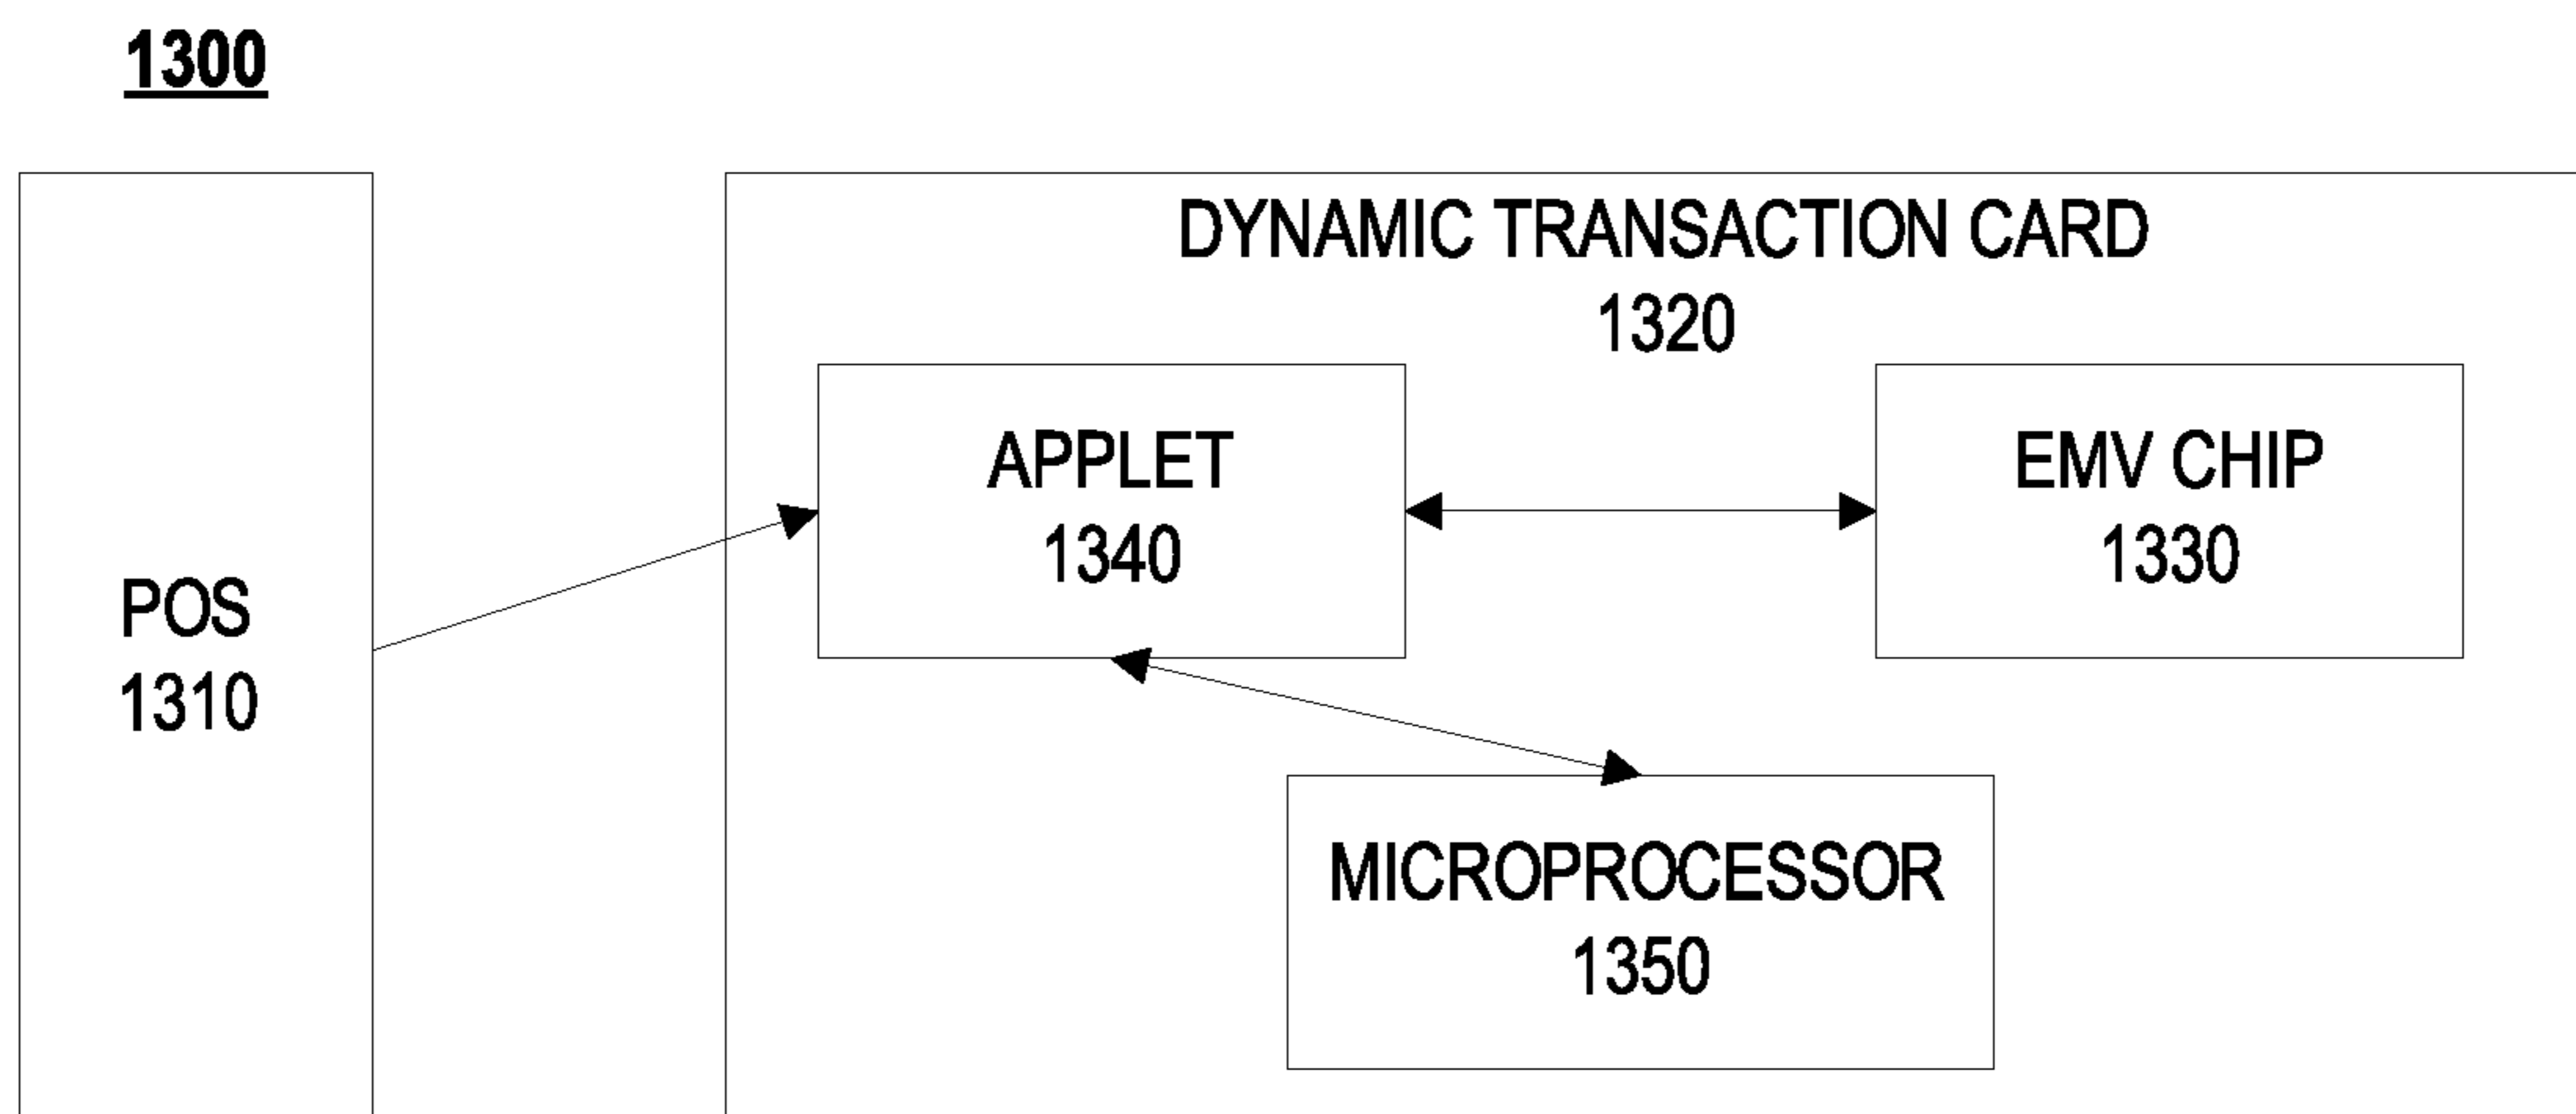 1300
DYNAMIC TRANSACTION CARD
1320
APPLET
1340
EMV CHIP
1330
POS
1310
MICROPROCESSOR
1350